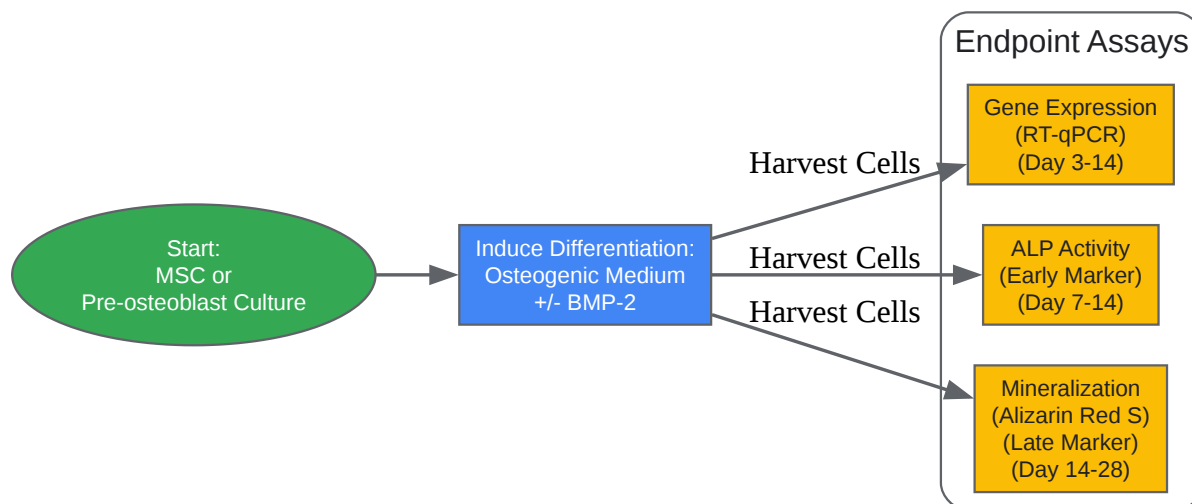 Start:
MSC or
Pre-osteoblast Culture
Induce Differentiation:
Osteogenic Medium
+/- BMP-2
Harvest Cells
Harvest Cells
Harvest Cells
Endpoint Assays
Gene Expression
(RT-qPCR)
(Day 3-14)
ALP Activity
(Early Marker)
(Day 7-14)
Mineralization
(Alizarin Red S)
(Late Marker)
(Day 14-28)